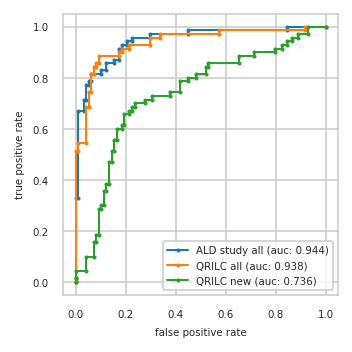 1.0
0.8
0.6
0.4
0.2
0.0
true positive rate
ALD study all (auc: 0.944)
QRILC all (auc: 0.938)
QRILC new (auc: 0.736)
0.0 0.2 0.4 0.6 0.8 1.0
false positive rate